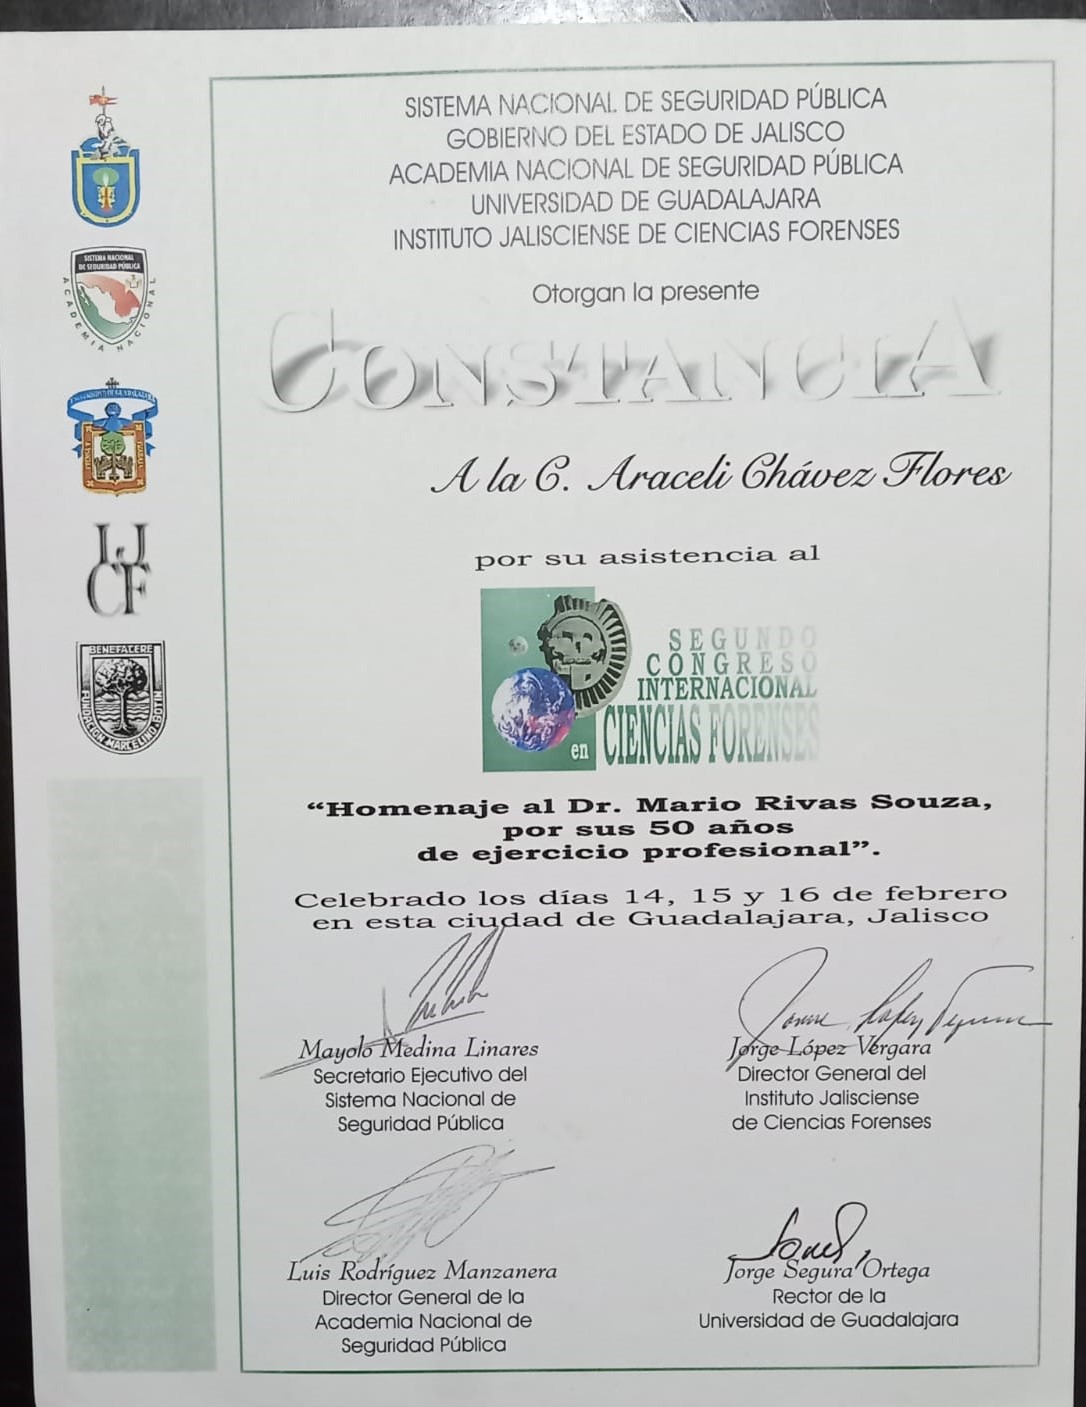 SISTEMA NACIONAL DE SEGURIDAD PÚBLICA
GOBIERNO DEL ESTADO DE JALISCO
ACADEMIA NACIONAL DE SEGURIDAD PÚBLICA
UNIVERSIDAD DE GUADALAJARA
INSTITUTO JALISCIENSE DE CIENCIAS FORENSES
Otorgan la presente
CONSTANCIA
A la C. Araceli Chávez Flores
por su asistencia al
SEGUNDO
CONGRESO
INTERNACIONAL
en CIENCIAS FORENSES
“Homenaje al Dr. Mario Rivas Souza,
por sus 50 años
de ejercicio profesional”.
Celebrado los días 14, 15 y 16 de febrero
en esta ciudad de Guadalajara, Jalisco
Mayolo Medina Linares
Secretario Ejecutivo del
Sistema Nacional de
Seguridad Pública
Jorge López Vergara
Director General del
Instituto Jalisciense
de Ciencias Forenses
Luis Rodríguez Manzanera
Director General de la
Academia Nacional de
Seguridad Pública
Jorge Segura Ortega
Rector de la
Universidad de Guadalajara
SISTEMA NACIONAL
DE SEGURIDAD PÚBLICA
ACADEMIA NACIONAL
IJ
CF
BENEFACERE
FUNDACION MARCELINO BOTIN